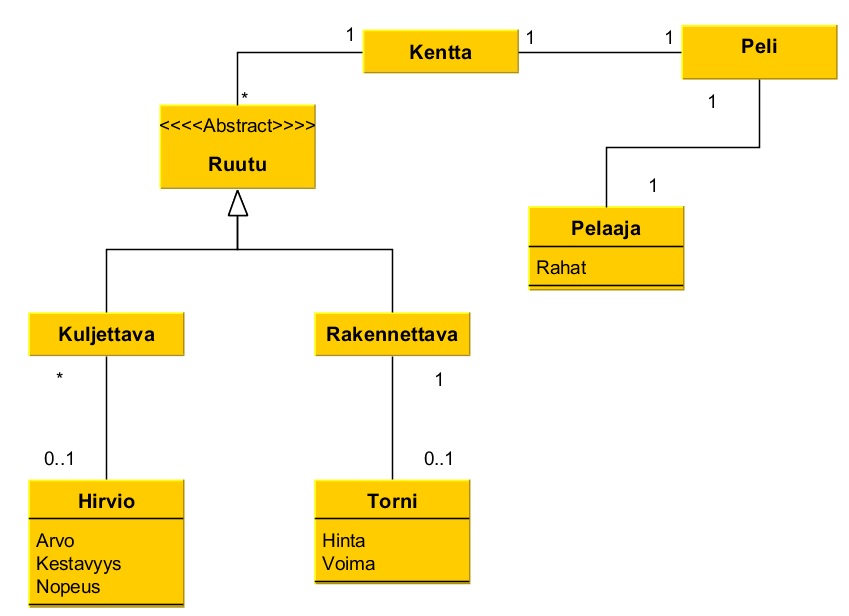 1
Kentta
1
1
Peli
*
<<<<Abstract>>>>
Ruutu
1
1
Pelaaja
Rahat
Kuljettava
Rakennettava
*
1
0..1
0..1
Hirvio
Arvo
Kestavyys
Nopeus
Torni
Hinta
Voima